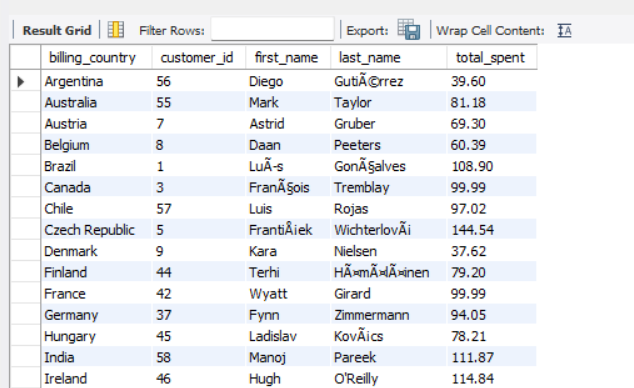 Result Grid Filter Rows: Export: Wrap Cell Content: IA
billing_country customer_id first_name last_name total_spent
Argentina 56 Diego GutiÃ©rrez 39.60
Australia 55 Mark Taylor 81.18
Austria 7 Astrid Gruber 69.30
Belgium 8 Daan Peeters 60.39
Brazil 1 LuÃ-s GonÃ§alves 108.90
Canada 3 FranÃ§ois Tremblay 99.99
Chile 57 Luis Rojas 97.02
Czech Republic 5 FrantiÅ¡ek WichterlovÃ¡ 144.54
Denmark 9 Kara Nielsen 37.62
Finland 44 Terhi HÃ¤mÃ¤lÃ¤inen 79.20
France 42 Wyatt Girard 99.99
Germany 37 Fynn Zimmermann 94.05
Hungary 45 Ladislav KovÃ¡cs 78.21
India 58 Manoj Pareek 111.87
Ireland 46 Hugh O'Reilly 114.84